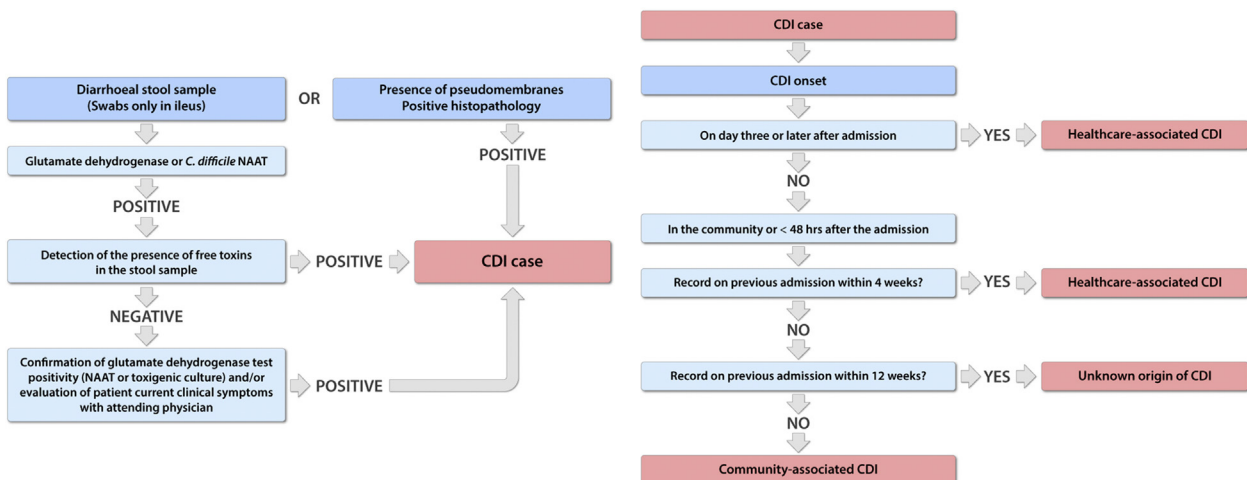 Diarrhoeal stool sample
(Swabs only in ileus)
OR
Presence of pseudomembranes
Positive histopathology
Glutamate dehydrogenase or C. difficile NAAT
POSITIVE
POSITIVE
Detection of the presence of free toxins
in the stool sample
POSITIVE
CDI case
NEGATIVE
Confirmation of glutamate dehydrogenase test
positivity (NAAT or toxigenic culture) and/or
evaluation of patient current clinical symptoms
with attending physician
POSITIVE
CDI case
CDI onset
On day three or later after admission
YES
Healthcare-associated CDI
NO
In the community or < 48 hrs after the admission
Record on previous admission within 4 weeks?
YES
Healthcare-associated CDI
NO
Record on previous admission within 12 weeks?
YES
Unknown origin of CDI
NO
Community-associated CDI